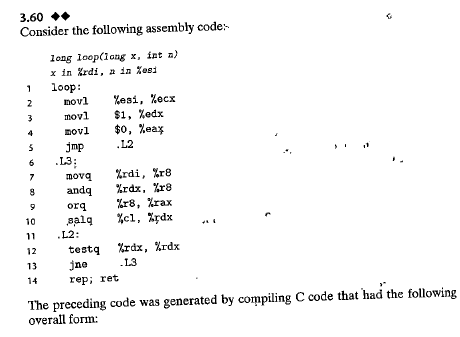 3.60 ◆◆
Consider the following assembly code:
long loop(long x, int n)
x in %rdi, n in %esi
1 loop:
2 movl %esi, %ecx
3 movl $1, %edx
4 movl $0, %eax
5 jmp .L2
6 .L3:
7 movq %rdi, %r8
8 andq %rdx, %r8
9 orq %r8, %rax
10 salq %cl, %rdx
11 .L2:
12 testq %rdx, %rdx
13 jne .L3
14 rep; ret
The preceding code was generated by compiling C code that had the following
overall form: